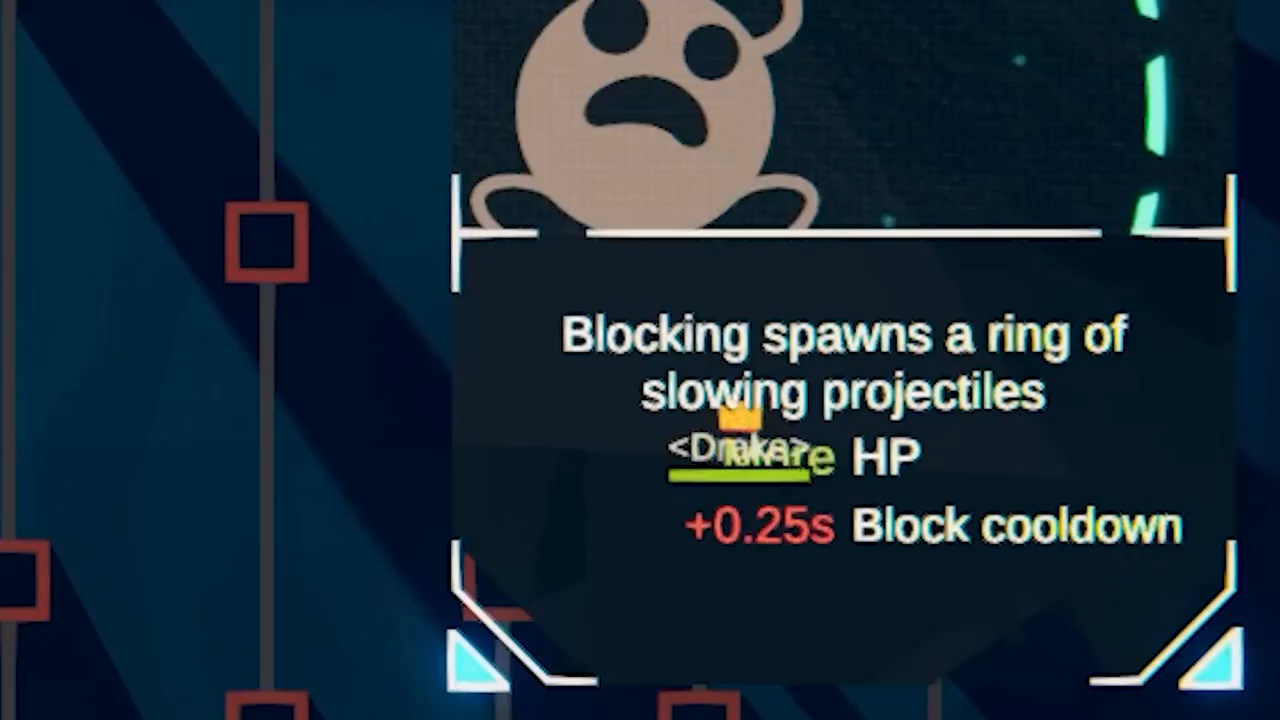 Blocking spawns a ring of
slowing projectiles
<Drake>
HP
+0.25s Block cooldown